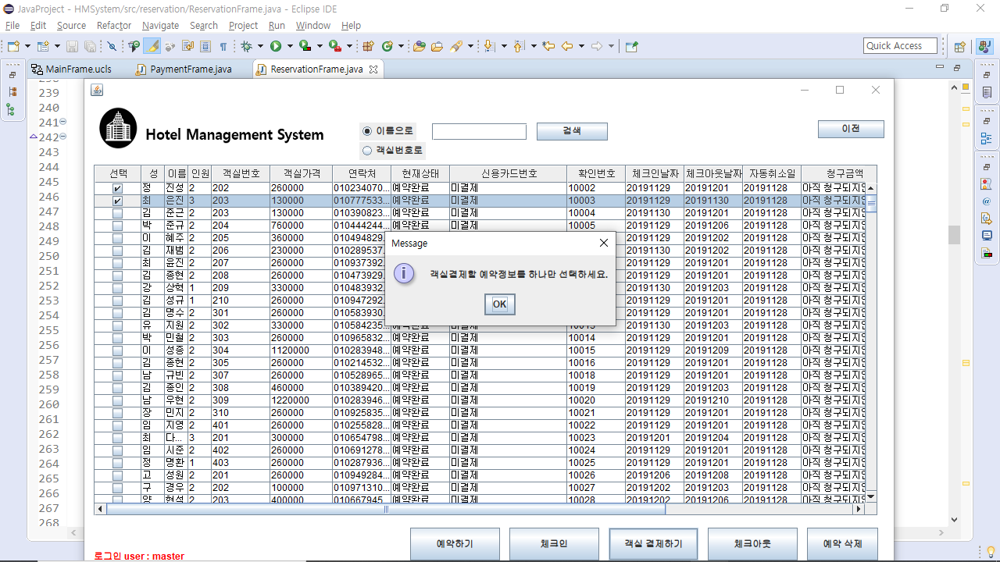 JavaProject - HMSystem/src/reservation/ReservationFrame.java - Eclipse IDE
File Edit Source Refactor Navigate Search Project Run Window Help
Quick Access
MainFrame.ucls PaymentFrame.java ReservationFrame.java
239
240
241
242
243
244
245
246
247
248
249
250
251
252
253
254
255
256
257
258
259
260
261
262
263
264
265
266
267
268
Hotel Management System
이름으로 검색 이전
객실번호로
선택 성 이름 인원 객실번호 객실가격 연락처 현재상태 신용카드번호 확인번호 체크인날짜 체크아웃날짜 자동취소일 청구금액
정 진성 2 202 260000 010234070... 예약완료 미결제 10002 20191129 20191201 20191128 아직 청구되지
최 은진 3 203 130000 010777533... 예약완료 미결제 10003 20191129 20191130 20191128 아직 청구되지
김 준근 2 203 130000 010390823... 예약완료 미결제 10004 20191130 20191201 20191128 아직 청구되지
박 준규 2 204 760000 010444244... 예약완료 미결제 10005 20191129 20191206 20191128 아직 청구되지
이 혜주 2 205 360000 010494829 20191129 20191202 20191128 아직 청구되지
김 재범 2 206 230000 010289537 20191130 20191202 20191128 아직 청구되지
최 윤진 2 207 260000 010937392 20191129 20191201 20191128 아직 청구되지
김 종현 2 208 260000 010473929 20191129 20191201 20191128 아직 청구되지
강 상혁 1 209 330000 010483932 20191130 20191203 20191128 아직 청구되지
김 성규 1 210 260000 010947292 20191129 20191201 20191128 아직 청구되지
김 명수 2 301 260000 010583930 20191129 20191201 20191128 아직 청구되지
유 지원 2 302 330000 010584235... 예약완료 미결제 10013 20191130 20191203 20191128 아직 청구되지
박 민철 2 303 260000 010965832... 예약완료 미결제 10014 20191129 20191201 20191128 아직 청구되지
이 성종 2 304 1120000 010283948... 예약완료 미결제 10015 20191129 20191209 20191128 아직 청구되지
김 종현 2 305 260000 010214532... 예약완료 미결제 10016 20191129 20191201 20191128 아직 청구되지
남 규빈 2 307 260000 010528965... 예약완료 미결제 10018 20191129 20191201 20191128 아직 청구되지
김 종인 2 308 460000 010389420... 예약완료 미결제 10019 20191129 20191203 20191128 아직 청구되지
남 우현 2 309 1220000 010283946... 예약완료 미결제 10020 20191129 20191210 20191128 아직 청구되지
장 민지 2 310 260000 010925835... 예약완료 미결제 10021 20191129 20191201 20191128 아직 청구되지
임 지영 2 401 260000 010255828... 예약완료 미결제 10022 20191129 20191201 20191128 아직 청구되지
최 다... 3 201 300000 010654798... 예약완료 미결제 10023 20191201 20191204 20191128 아직 청구되지
임 시준 2 402 260000 010691278... 예약완료 미결제 10024 20191129 20191201 20191128 아직 청구되지
정 명환 1 403 260000 010287936... 예약완료 미결제 10025 20191129 20191201 20191128 아직 청구되지
고 성원 2 201 260000 010949284... 예약완료 미결제 10026 20191206 20191208 20191128 아직 청구되지
구 경우 2 202 100000 010971310... 예약완료 미결제 10027 20191202 20191203 20191128 아직 청구되지
양 현석 2 203 400000 010667945 예약완료 미결제 10028 20191202 20191206 20191128 아직 청구되지
Message
객실결제할 예약정보를 하나만 선택하세요.
OK
예약하기 체크인 객실 결제하기 체크아웃 예약 삭제
로그인 user : master